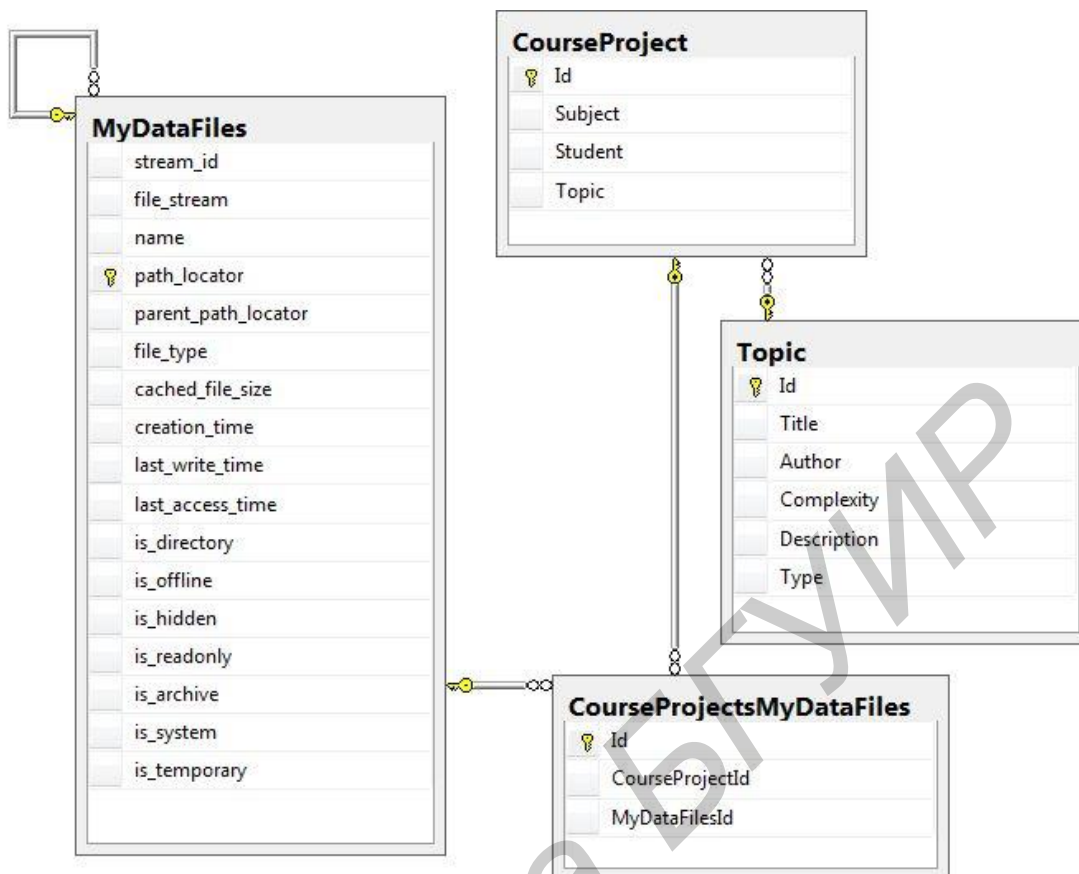 MyDataFiles
stream_id
file_stream
name
path_locator
parent_path_locator
file_type
cached_file_size
creation_time
last_write_time
last_access_time
is_directory
is_offline
is_hidden
is_readonly
is_archive
is_system
is_temporary
CourseProject
Id
Subject
Student
Topic
Topic
Id
Title
Author
Complexity
Description
Type
CourseProjectsMyDataFiles
Id
CourseProjectId
MyDataFilesId
БГУИР